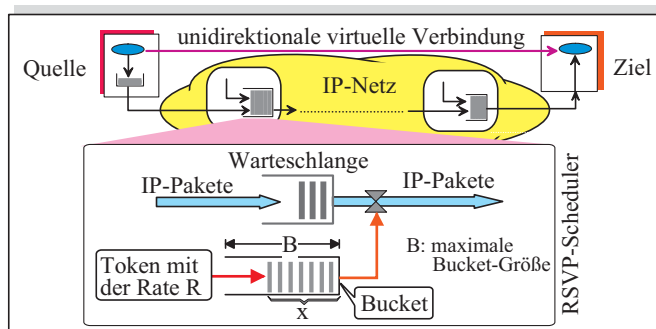 unidirektionale virtuelle Verbindung
Quelle
Ziel
IP-Netz
Warteschlange
IP-Pakete
IP-Pakete
B
B: maximale
Bucket-Größe
Token mit
der Rate R
x
Bucket
RSVP-Scheduler